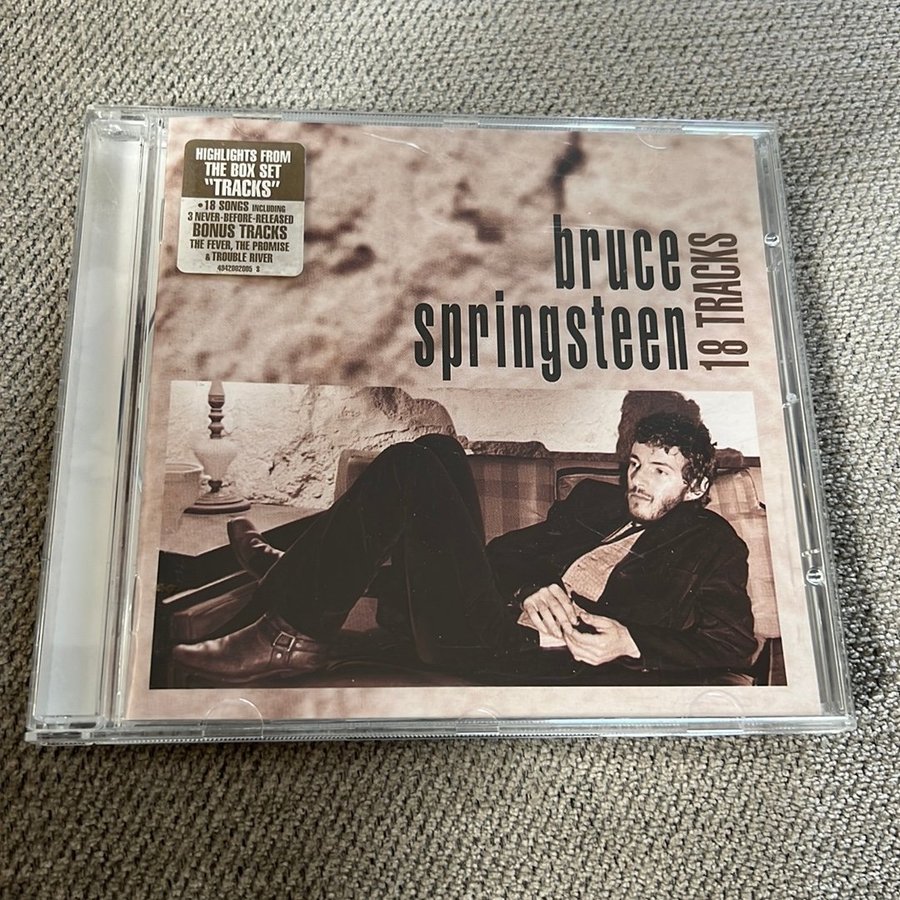 HIGHLIGHTS FROM
THE BOX SET
"TRACKS"
•18 SONGS INCLUDING
3 NEVER-BEFORE-RELEASED
BONUS TRACKS
THE FEVER, THE PROMISE
& TROUBLE RIVER
4942002005 S
bruce
springsteen
18 TRACKS